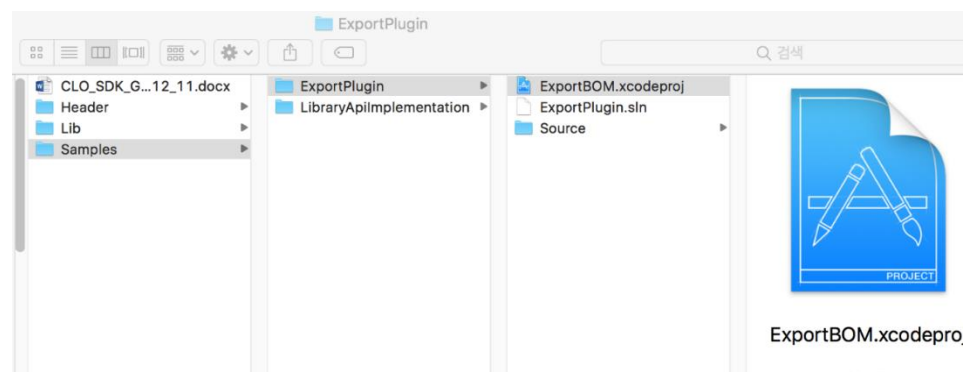 ExportPlugin
검색
CLO_SDK_G...12_11.docx
Header
Lib
Samples
ExportPlugin
LibraryApiImplementation
ExportBOM.xcodeproj
ExportPlugin.sln
Source
PROJECT
ExportBOM.xcodeproj